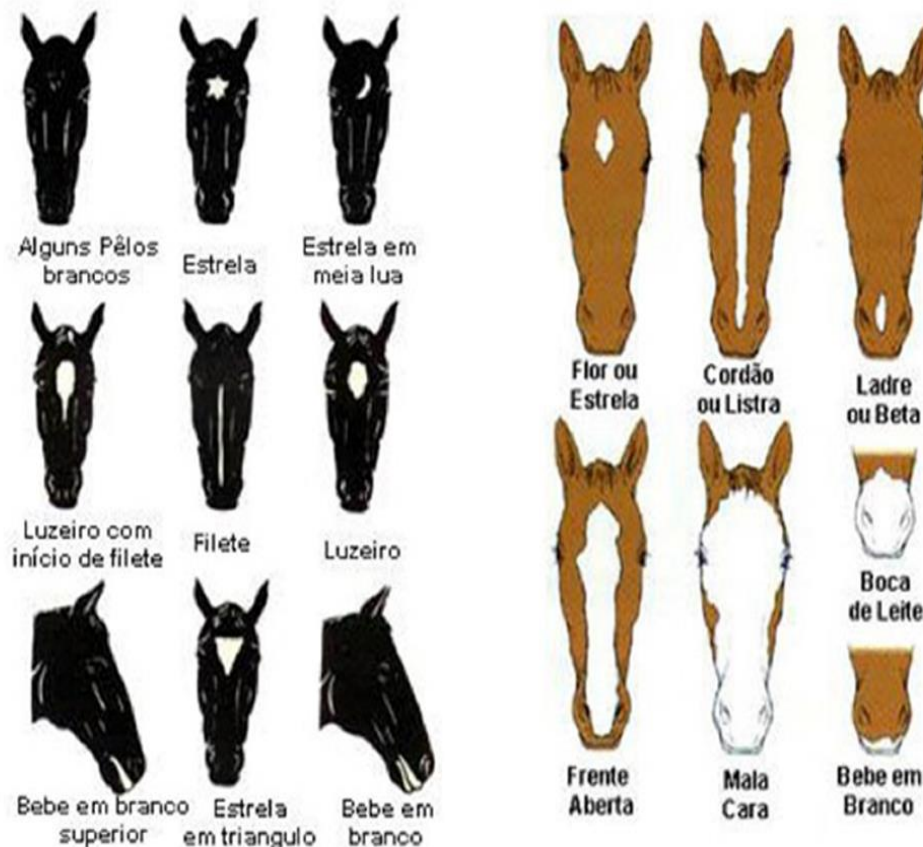 Alguns Pêlos
brancos
Estrela
Estrela em
meia lua
Luzeiro com
início de filete
Filete
Luzeiro
Bebe em branco
superior
Estrela
em triangulo
Bebe em
branco
Flor ou
Estrela
Cordão
ou Listra
Ladre
ou Beta
Frente
Aberta
Mala
Cara
Boca
de Leite
Bebe em
Branco